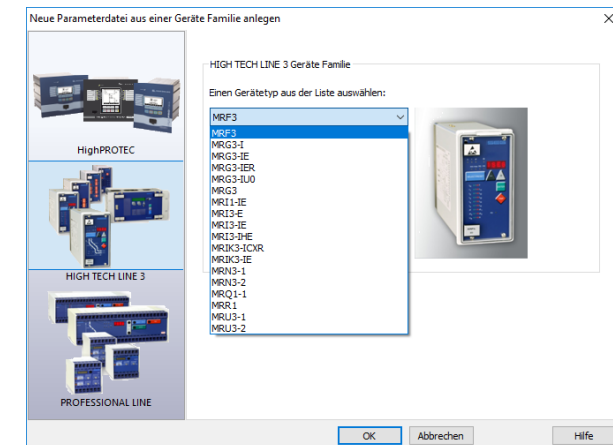 Neue Parameterdatei aus einer Geräte Familie anlegen
HighPROTEC
HIGH TECH LINE 3
PROFESSIONAL LINE
HIGH TECH LINE 3 Geräte Familie
Einen Gerätetyp aus der Liste auswählen:
MRF3
MRF3
MRG3-I
MRG3-IE
MRG3-IER
MRG3-IU0
MRG3
MRI1-IE
MRI3-E
MRI3-IE
MRI3-IHE
MRIK3-ICXR
MRIK3-IE
MRN3-1
MRN3-2
MRQ1-1
MRR1
MRU3-1
MRU3-2
OK
Abbrechen
Hilfe